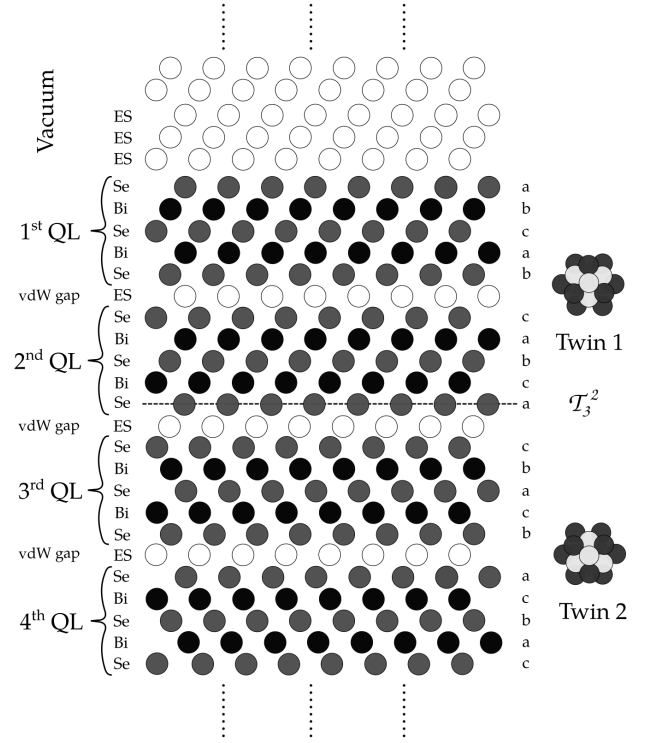 Vacuum
ES
ES
ES
1st QL
Se a
Bi b
Se c
Bi a
Se b
vdW gap ES
2nd QL
Se c
Bi a
Se b
Bi c
Se a
Twin 1
𝒯₃²
vdW gap ES
3rd QL
Se c
Bi b
Se a
Bi c
Se b
vdW gap ES
4th QL
Se a
Bi c
Se b
Bi a
Se c
Twin 2